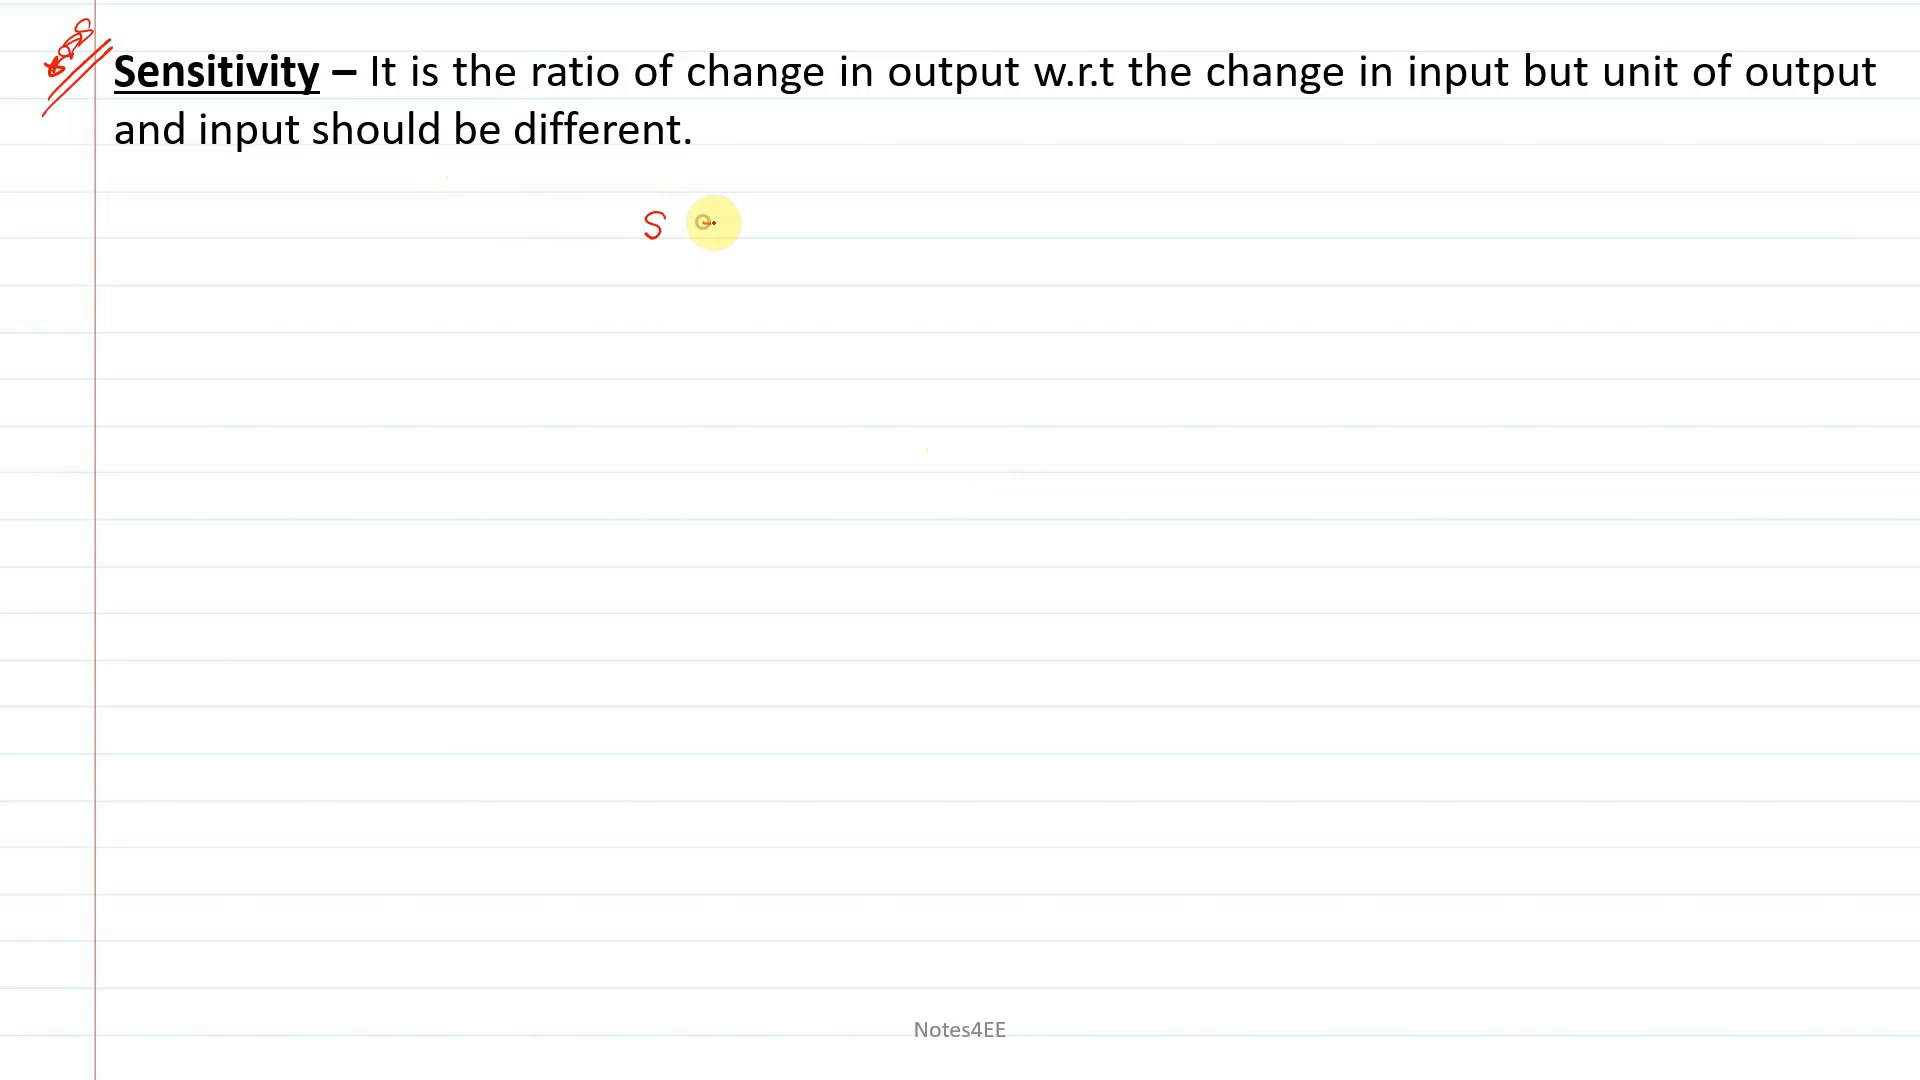 Sensitivity – It is the ratio of change in output w.r.t the change in input but unit of output
and input should be different.
S
Notes4EE